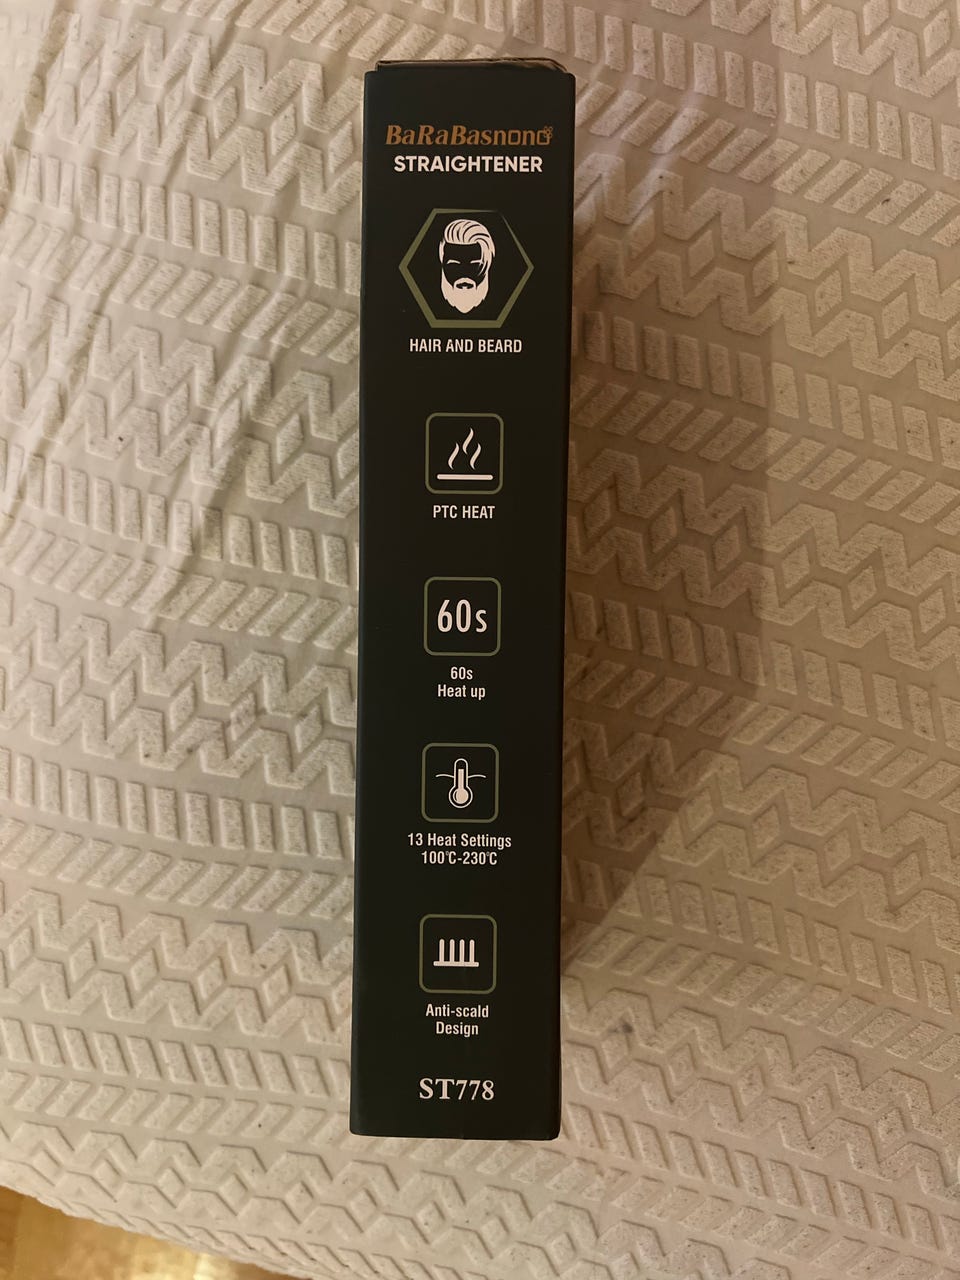 BaRaBasnono
STRAIGHTENER
HAIR AND BEARD
PTC HEAT
60s
60s
Heat up
13 Heat Settings
100℃-230℃
Anti-scald
Design
ST778